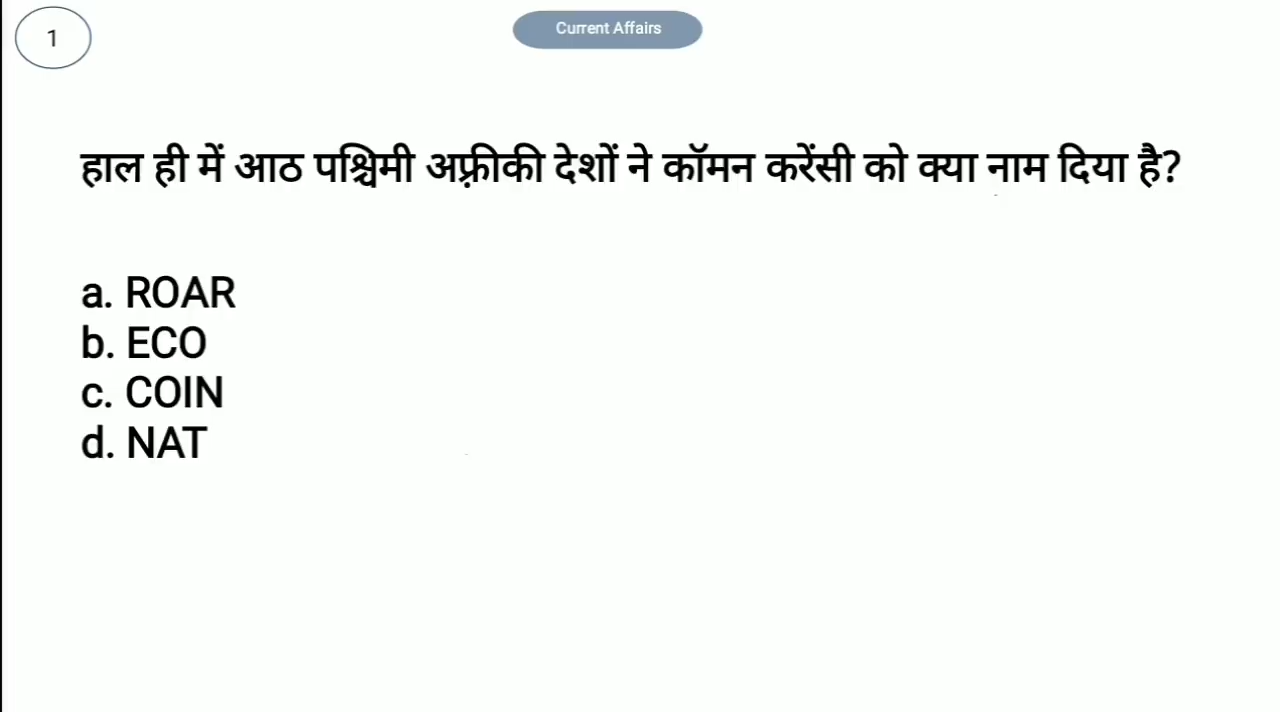 1
Current Affairs
हाल ही में आठ पश्चिमी अफ़्रीकी देशों ने कॉमन करेंसी को क्या नाम दिया है?
a. ROAR
b. ECO
c. COIN
d. NAT